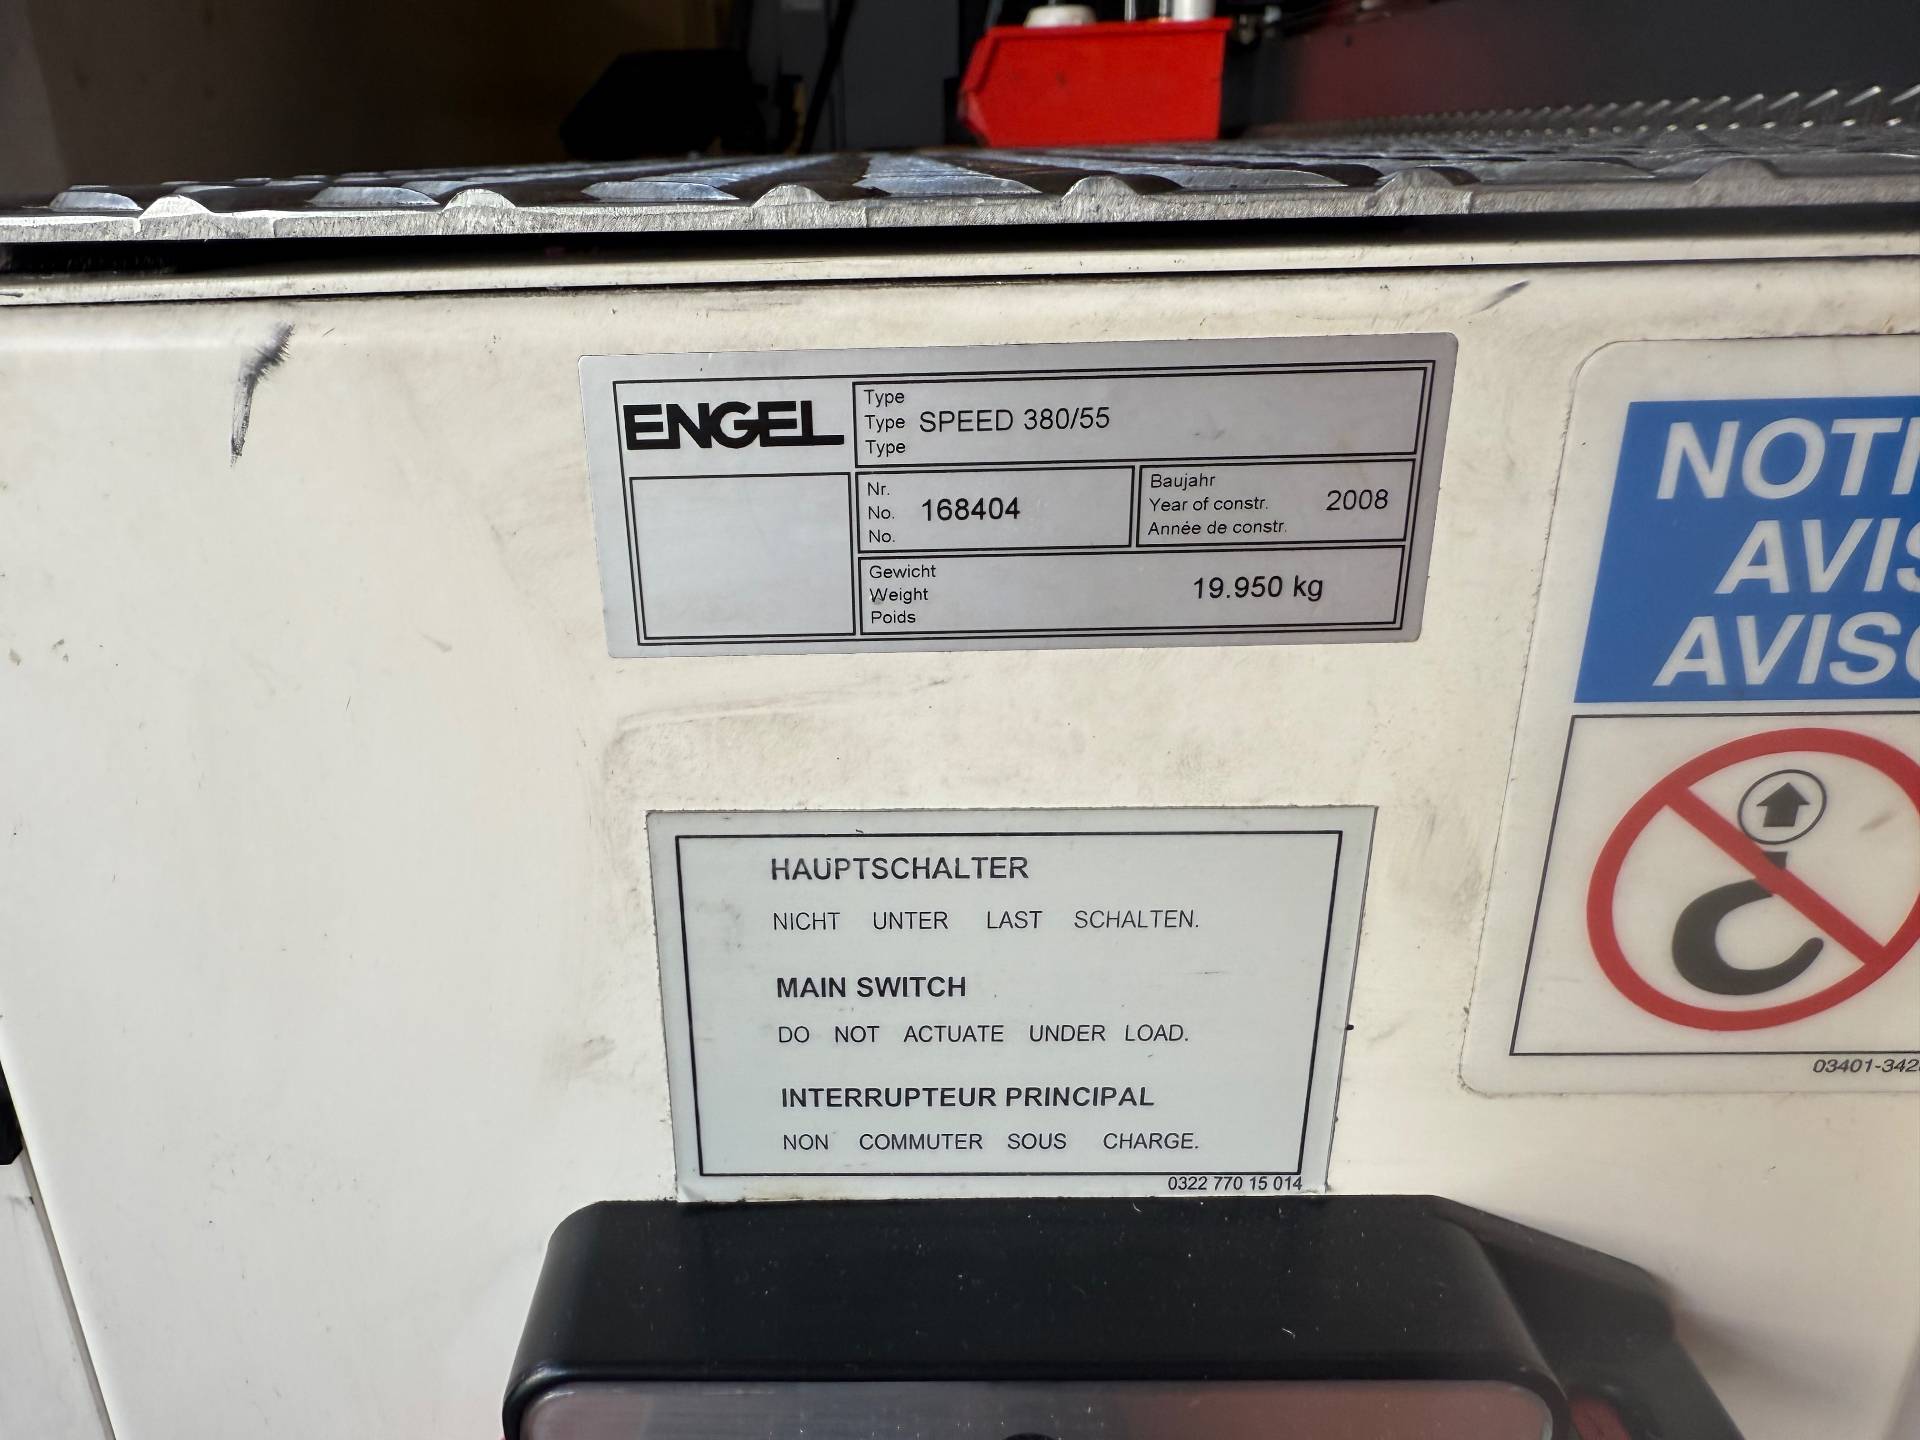 ENGEL
Type
Type SPEED 380/55
Type
Nr.
No. 168404
No.
Baujahr
Year of constr. 2008
Année de constr.
Gewicht
Weight 19.950 kg
Poids
HAUPTSCHALTER
NICHT UNTER LAST SCHALTEN.
MAIN SWITCH
DO NOT ACTUATE UNDER LOAD.
INTERRUPTEUR PRINCIPAL
NON COMMUTER SOUS CHARGE.
0322 770 15 014